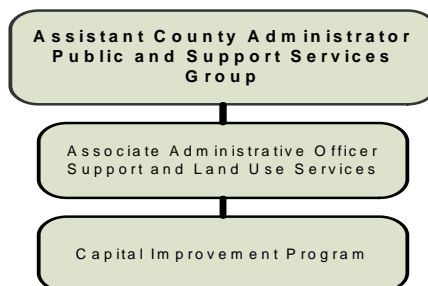 Assistant County Administrator
Public and Support Services
Group
Associate Administrative Officer
Support and Land Use Services
Capital Improvement Program